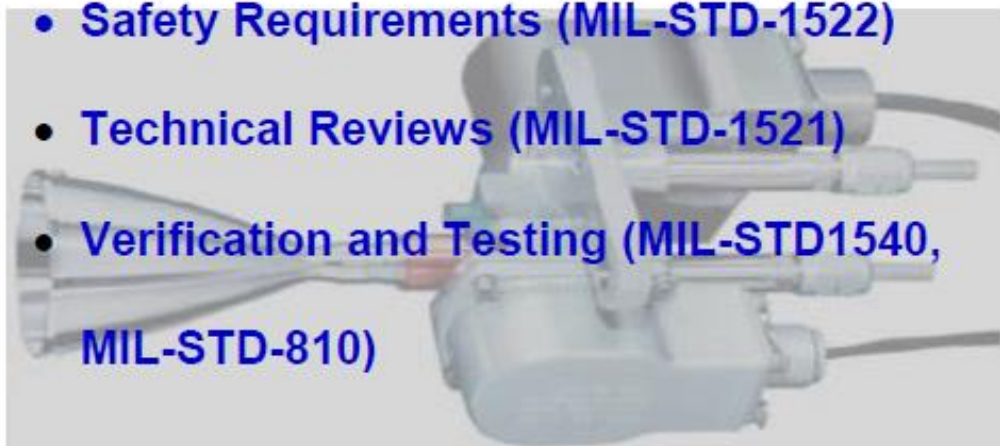 • Safety Requirements (MIL-STD-1522)
• Technical Reviews (MIL-STD-1521)
• Verification and Testing (MIL-STD1540,
MIL-STD-810)